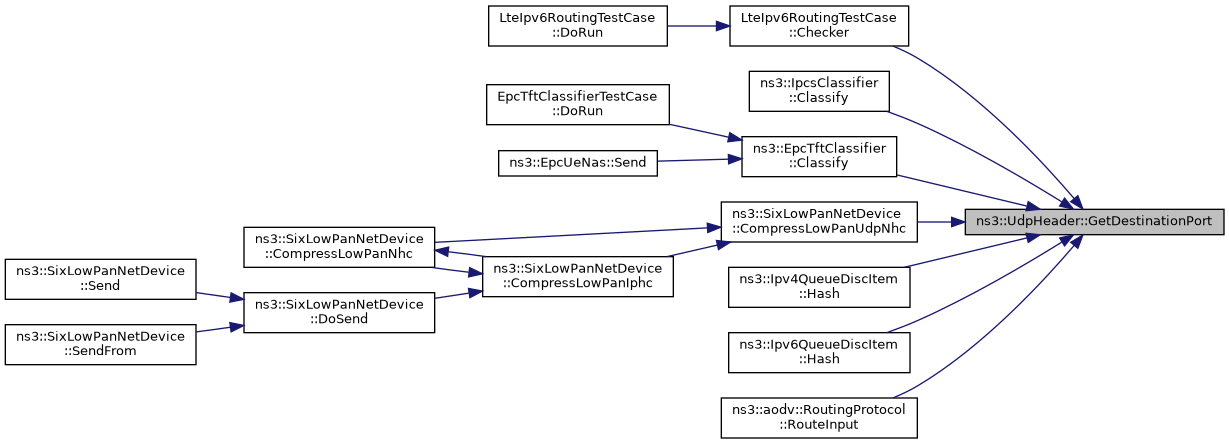 LteIpv6RoutingTestCase
::DoRun
LteIpv6RoutingTestCase
::Checker
ns3::IpcsClassifier
::Classify
EpcTftClassifierTestCase
::DoRun
ns3::EpcTftClassifier
::Classify
ns3::EpcUeNas::Send
ns3::UdpHeader::GetDestinationPort
ns3::SixLowPanNetDevice
::CompressLowPanUdpNhc
ns3::SixLowPanNetDevice
::CompressLowPanNhc
ns3::SixLowPanNetDevice
::CompressLowPanIphc
ns3::SixLowPanNetDevice
::Send
ns3::Ipv4QueueDiscItem
::Hash
ns3::SixLowPanNetDevice
::DoSend
ns3::SixLowPanNetDevice
::SendFrom
ns3::Ipv6QueueDiscItem
::Hash
ns3::aodv::RoutingProtocol
::RouteInput